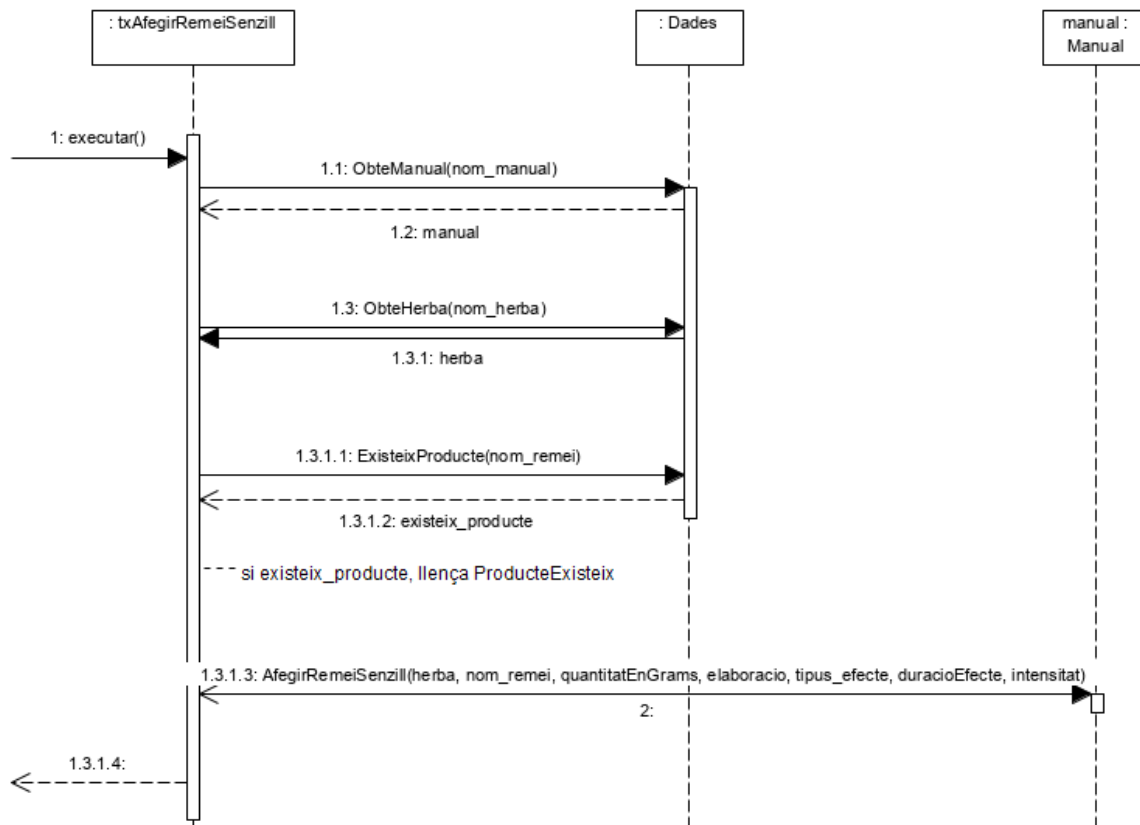 : txAfegirRemeiSenzill
: Dades
manual :
Manual
1: executar()
1.1: ObteManual(nom_manual)
1.2: manual
1.3: ObteHerba(nom_herba)
1.3.1: herba
1.3.1.1: ExisteixProducte(nom_remei)
1.3.1.2: existeix_producte
si existeix_producte, llença ProducteExisteix
1.3.1.3: AfegirRemeiSenzill(herba, nom_remei, quantitatEnGrams, elaboracio, tipus_efecte, duracioEfecte, intensitat)
2:
1.3.1.4: